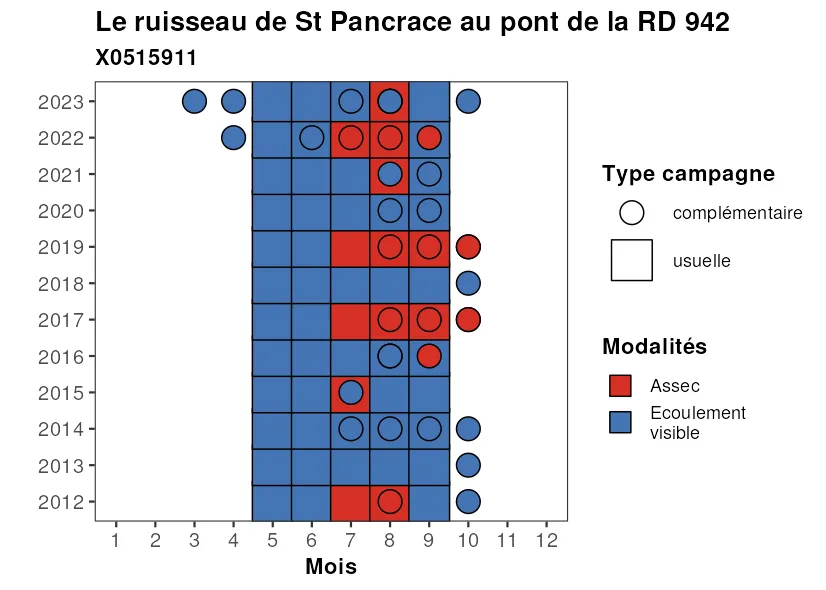 Le ruisseau de St Pancrace au pont de la RD 942
X0515911
2023
2022
2021
2020
2019
2018
2017
2016
2015
2014
2013
2012
1 2 3 4 5 6 7 8 9 10 11 12
Mois
Type campagne
complémentaire
usuelle
Modalités
Assec
Ecoulement
visible